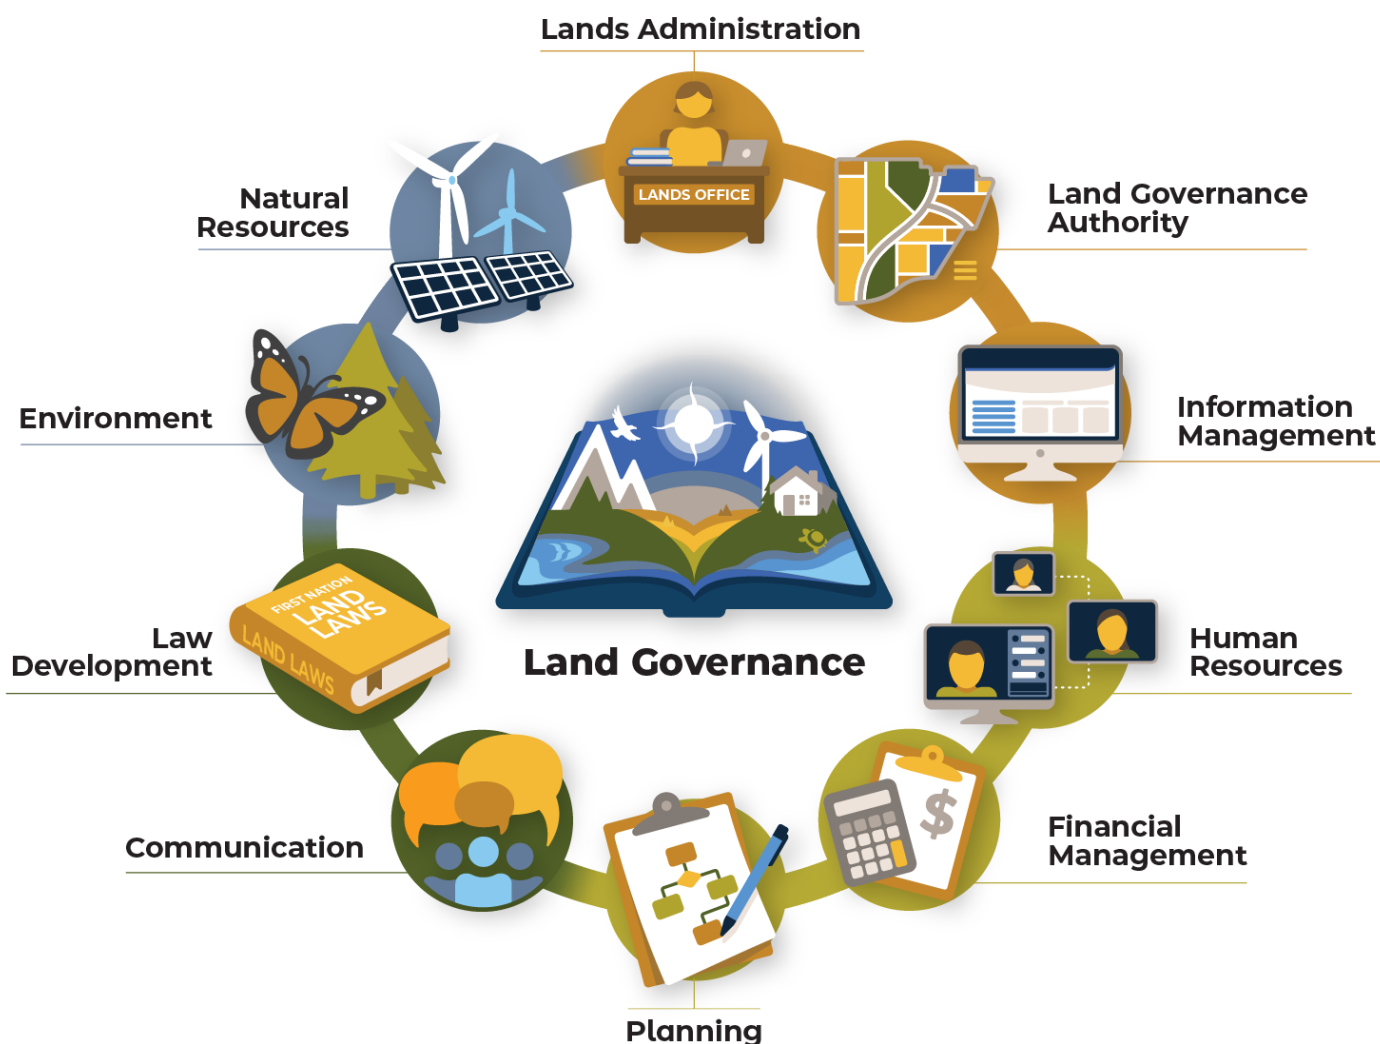 Lands Administration
LANDS OFFICE
Land Governance
Authority
Information
Management
Human
Resources
Financial
Management
$
Planning
Communication
Law
Development
FIRST NATION
LAND
LAWS
LAND LAWS
Environment
Natural
Resources
Land Governance